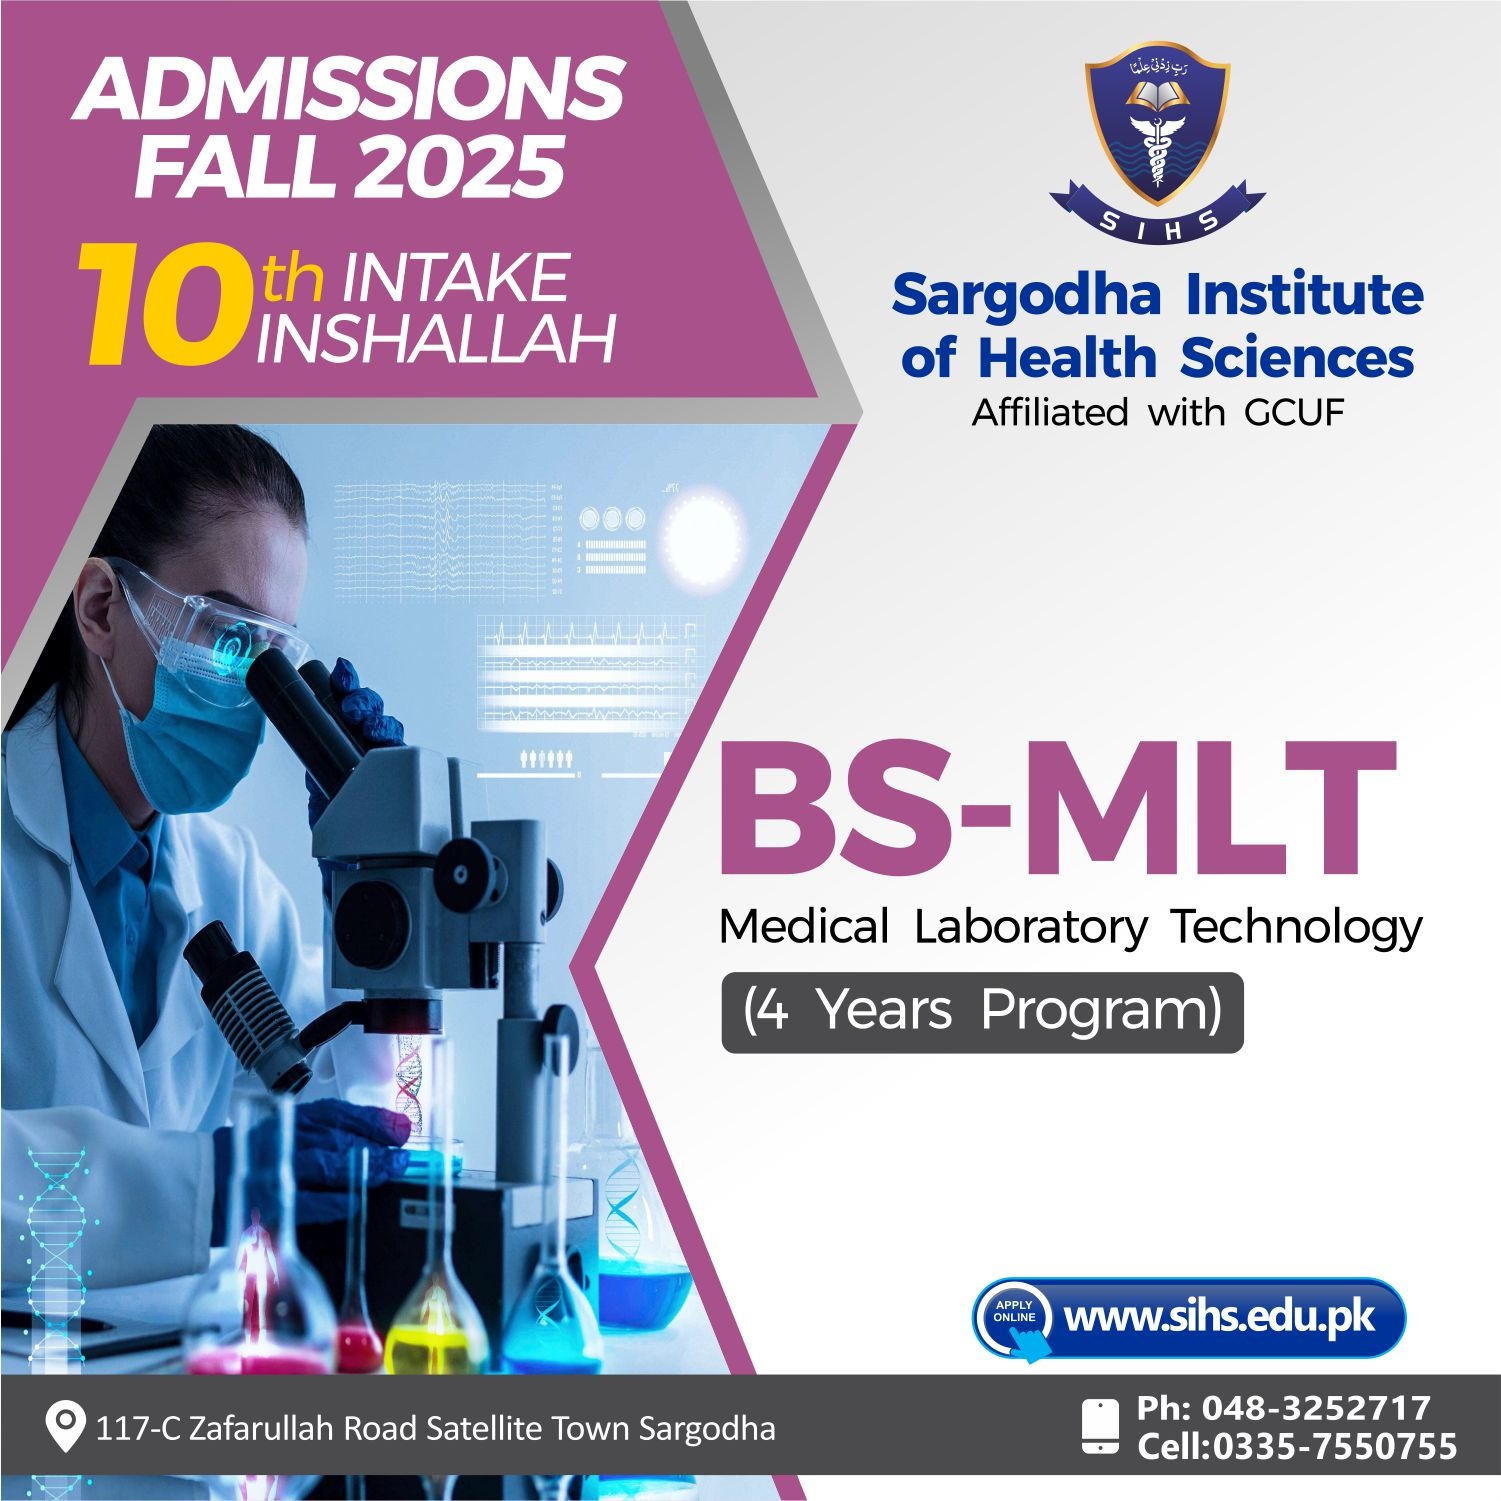 ADMISSIONS
FALL 2025
10th INTAKE
INSHALLAH
رَبِّ زِدْنِيْ عِلْمًا
SIHS
Sargodha Institute
of Health Sciences
Affiliated with GCUF
BS-MLT
Medical Laboratory Technology
(4 Years Program)
APPLY
ONLINE
www.sihs.edu.pk
117-C Zafarullah Road Satellite Town Sargodha
Ph: 048-3252717
Cell:0335-7550755